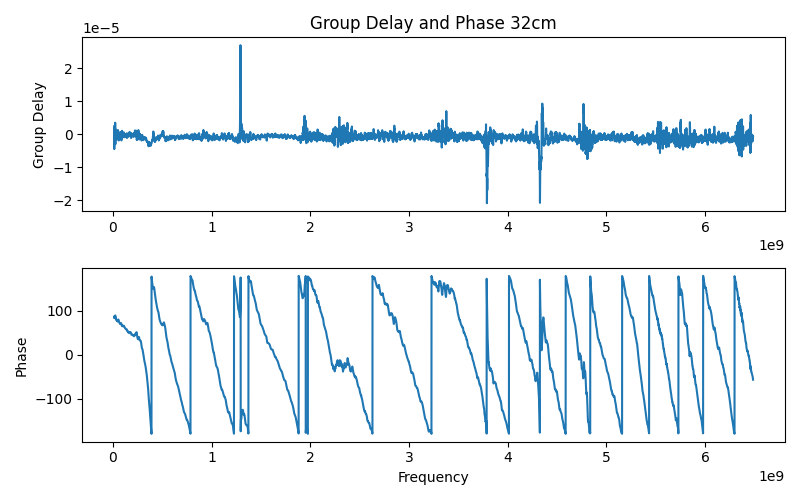 Group Delay and Phase 32cm
1e−5
2
1
0
−1
−2
Group Delay
0 1 2 3 4 5 6
1e9
100
0
−100
Phase
0 1 2 3 4 5 6
1e9
Frequency